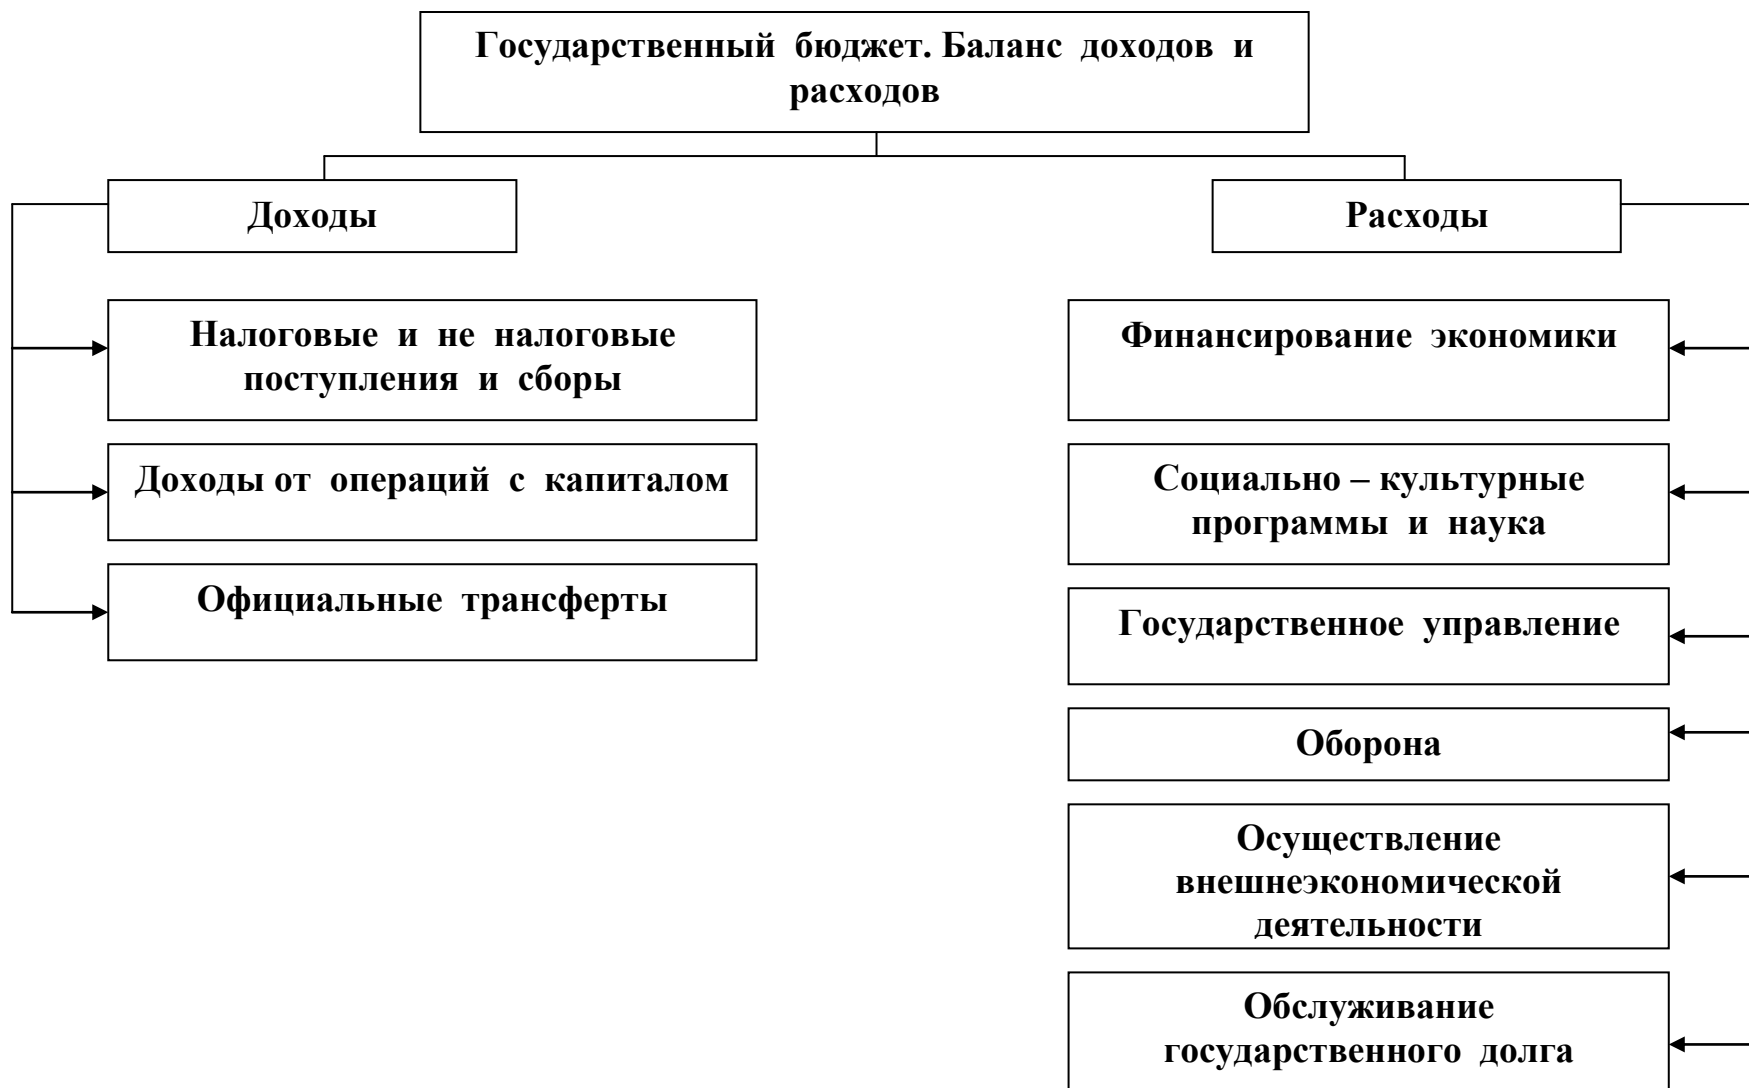 Государственный бюджет. Баланс доходов и
расходов
Доходы
Расходы
Налоговые и не налоговые
поступления и сборы
Доходы от операций с капиталом
Официальные трансферты
Финансирование экономики
Социально – культурные
программы и наука
Государственное управление
Оборона
Осуществление
внешнеэкономической
деятельности
Обслуживание
государственного долга